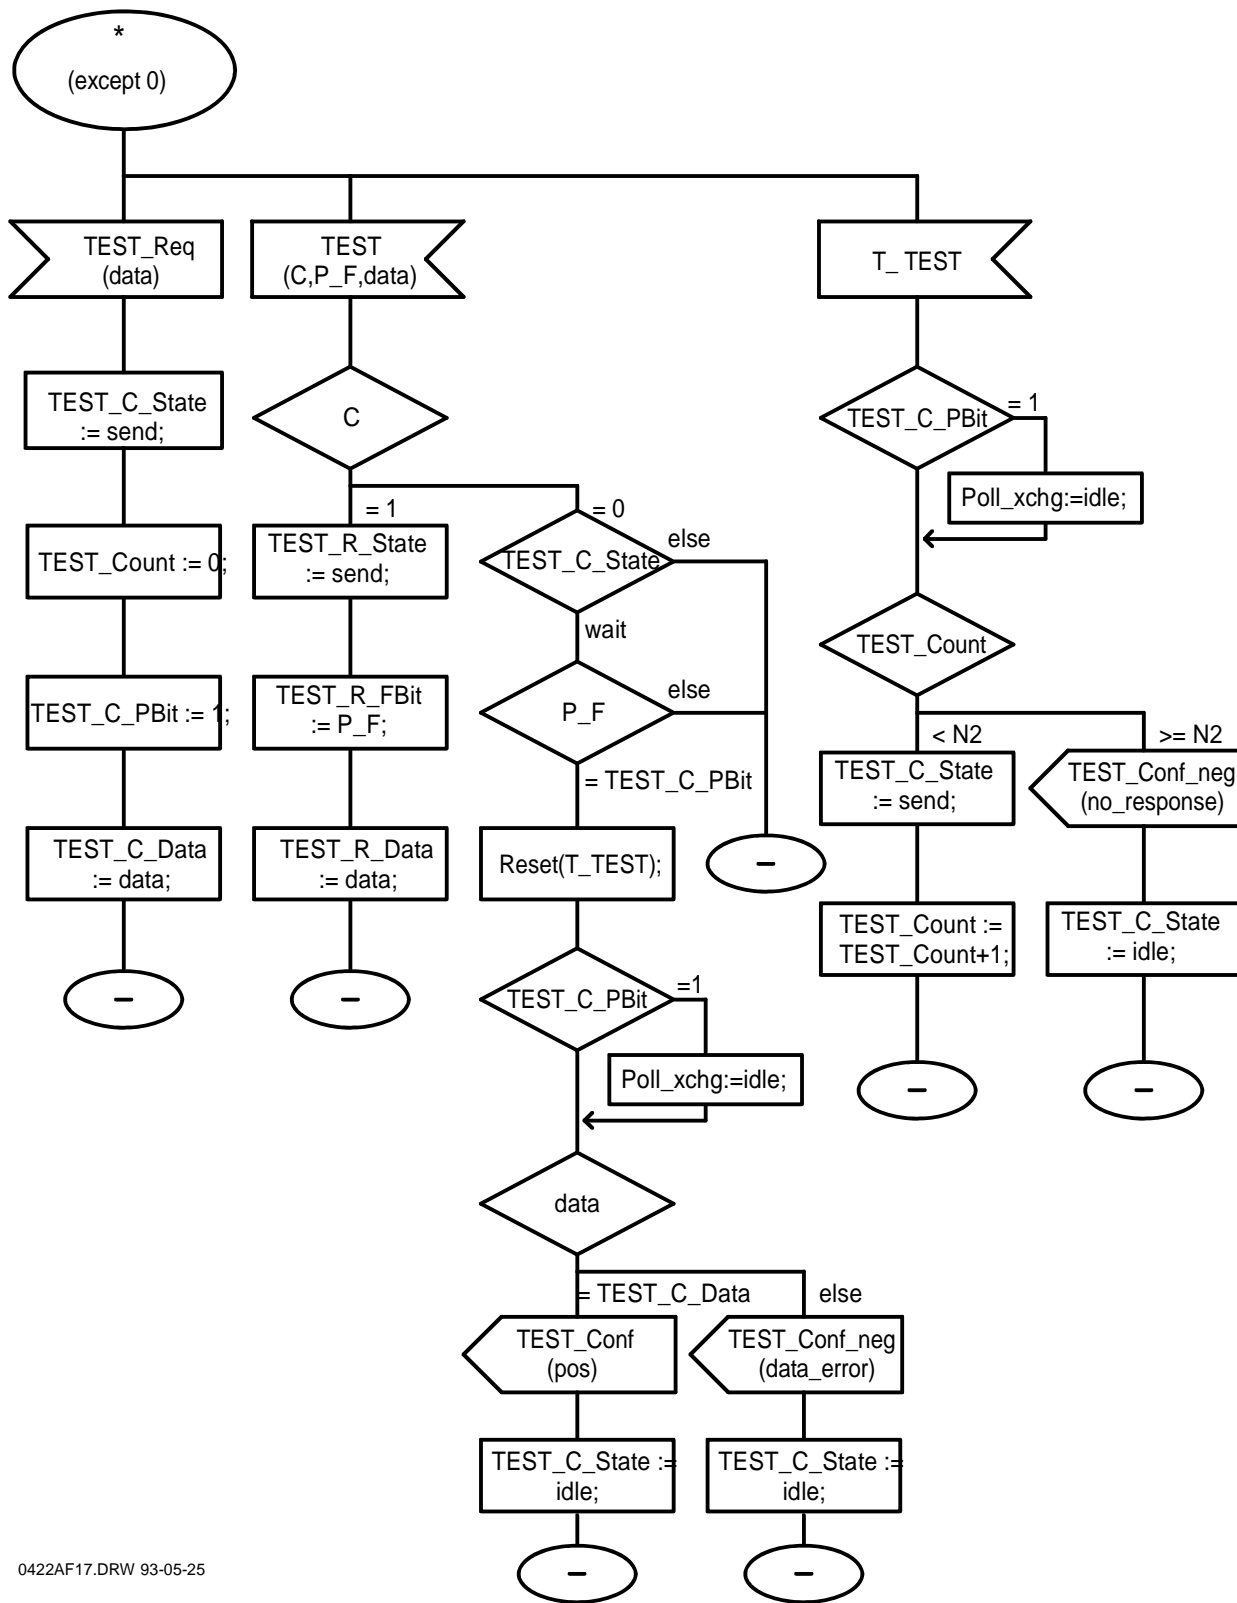 *
(except 0)
TEST_Req
(data)
TEST
(C,P_F,data)
T_ TEST
TEST_C_State
:= send;
C
TEST_C_PBit
= 1
Poll_xchg:=idle;
TEST_Count := 0;
= 1
TEST_R_State
:= send;
= 0
TEST_C_State
else
wait
TEST_Count
TEST_C_PBit := 1;
TEST_R_FBit
:= P_F;
P_F
else
= TEST_C_PBit
< N2
TEST_C_State
:= send;
>= N2
TEST_Conf_neg
(no_response)
TEST_C_Data
:= data;
TEST_R_Data
:= data;
Reset(T_TEST);
–
TEST_Count :=
TEST_Count+1;
TEST_C_State
:= idle;
–
–
TEST_C_PBit
=1
Poll_xchg:=idle;
–
–
data
= TEST_C_Data
else
TEST_Conf
(pos)
TEST_Conf_neg
(data_error)
TEST_C_State :=
idle;
TEST_C_State :=
idle;
–
–
0422AF17.DRW 93-05-25